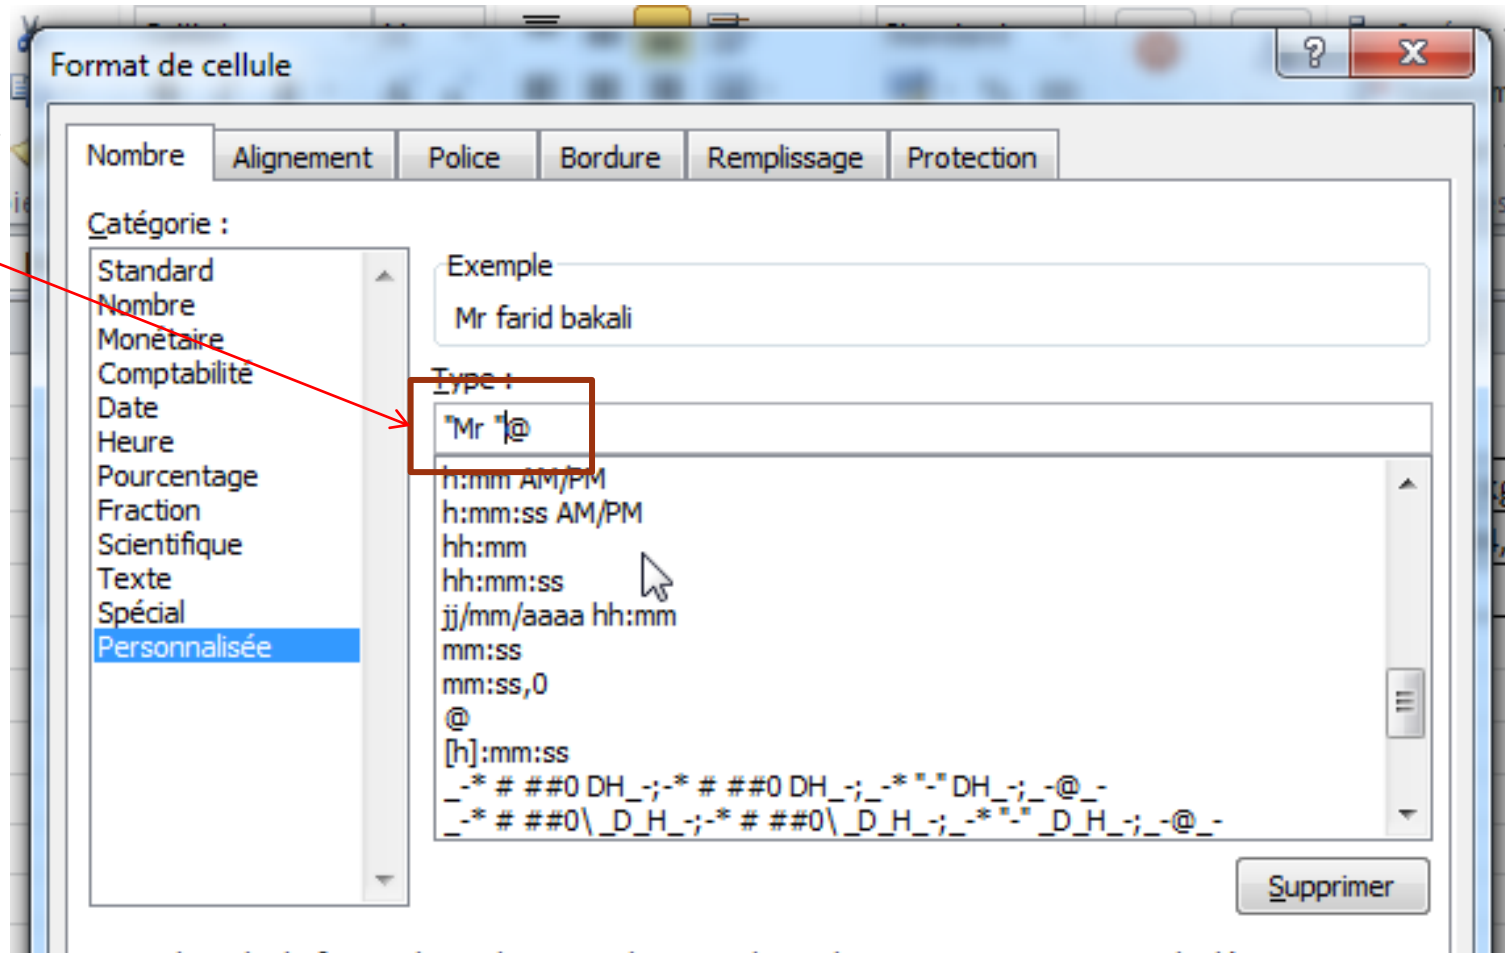 Format de cellule
Nombre Alignement Police Bordure Remplissage Protection
Catégorie :
Standard
Nombre
Monétaire
Comptabilité
Date
Heure
Pourcentage
Fraction
Scientifique
Texte
Spécial
Personnalisée
Exemple
Mr farid bakali
Type :
"Mr "@
h:mm AM/PM
h:mm:ss AM/PM
hh:mm
hh:mm:ss
jj/mm/aaaa hh:mm
mm:ss
mm:ss,0
@
[h]:mm:ss
_-* # ##0 DH_-;-* # ##0 DH_-;_-* "-" DH_-;_-@_-
_-* # ##0\ _D_H_-;-* # ##0\ _D_H_-;_-* "-" _D_H_-;_-@_-
Supprimer